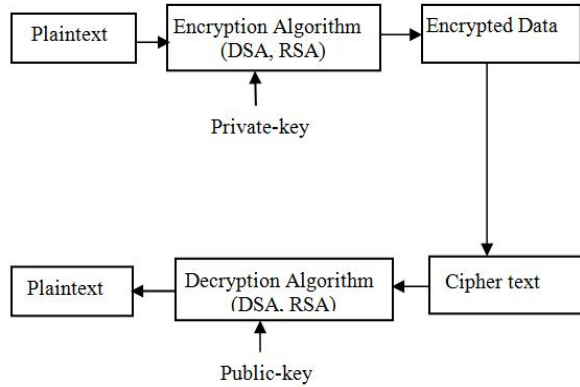 Plaintext
Encryption Algorithm
(DSA, RSA)
Encrypted Data
Private-key
Plaintext
Decryption Algorithm
(DSA, RSA)
Cipher text
Public-key